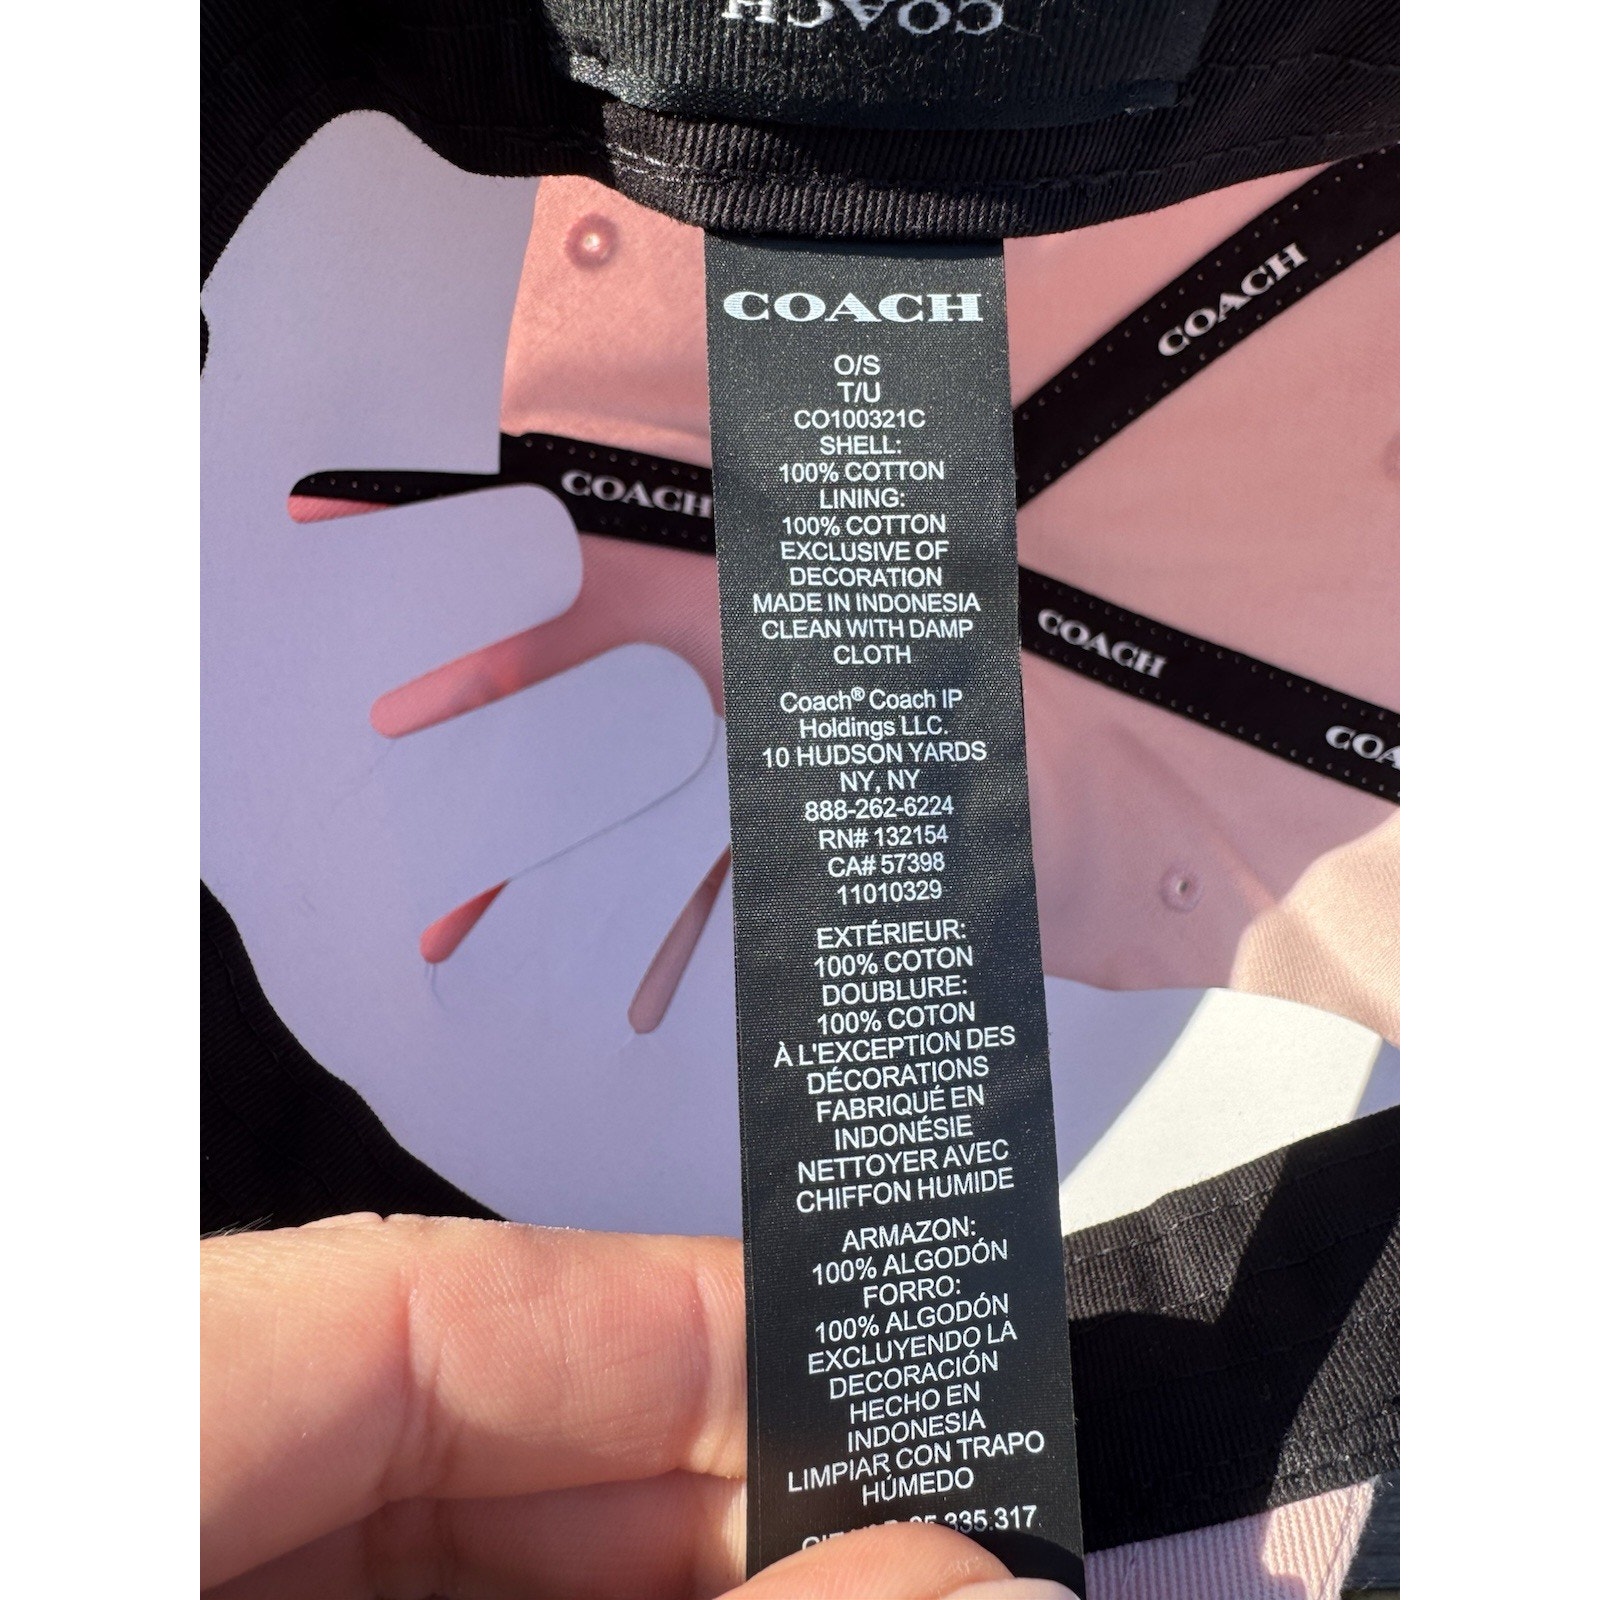 COACH
COACH
O/S
T/U
CO100321C
SHELL:
100% COTTON
LINING:
100% COTTON
EXCLUSIVE OF
DECORATION
MADE IN INDONESIA
CLEAN WITH DAMP
CLOTH
Coach® Coach IP
Holdings LLC.
10 HUDSON YARDS
NY, NY
888-262-6224
RN# 132154
CA# 57398
11010329
EXTÉRIEUR:
100% COTON
DOUBLURE:
100% COTON
À L'EXCEPTION DES
DÉCORATIONS
FABRIQUÉ EN
INDONÉSIE
NETTOYER AVEC
CHIFFON HUMIDE
ARMAZON:
100% ALGODÓN
FORRO:
100% ALGODÓN
EXCLUYENDO LA
DECORACIÓN
HECHO EN
INDONESIA
LIMPIAR CON TRAPO
HÚMEDO
COACH
COACH
COACH